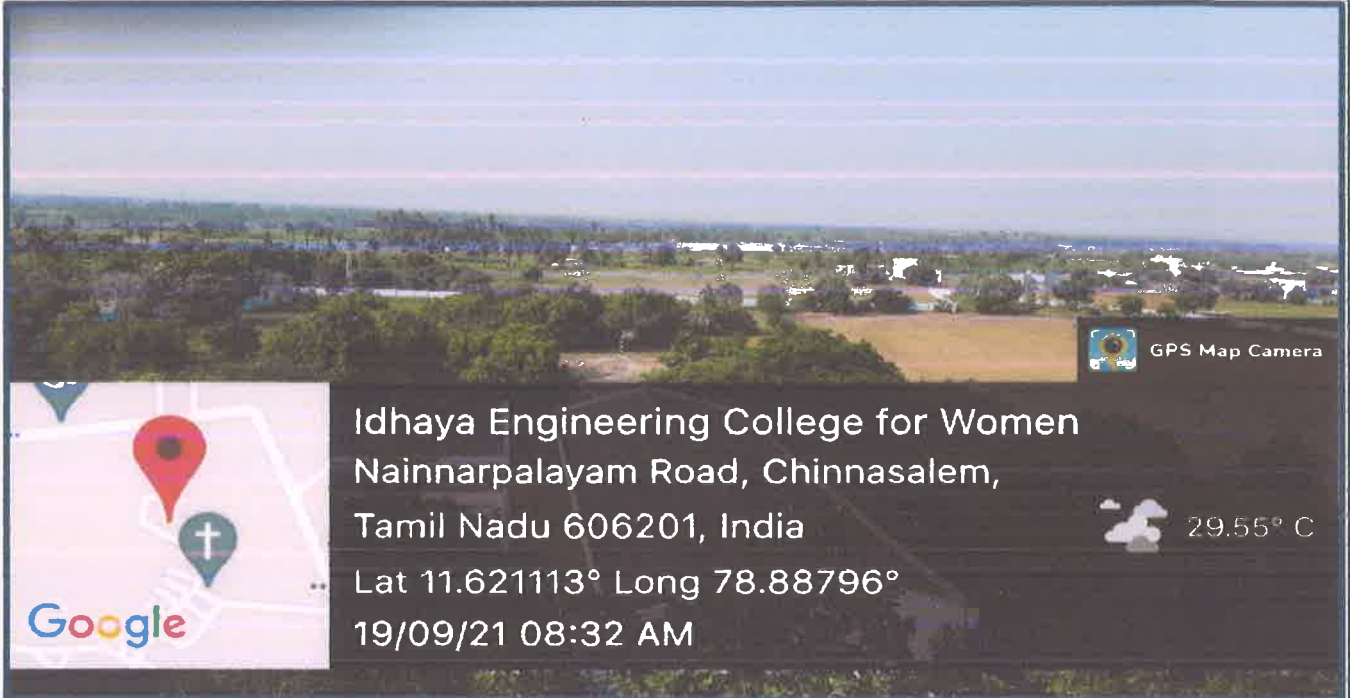 GPS Map Camera
Idhaya Engineering College for Women
Nainnarpalayam Road, Chinnasalem,
Tamil Nadu 606201, India
29.55° C
Lat 11.621113° Long 78.88796°
19/09/21 08:32 AM
Google